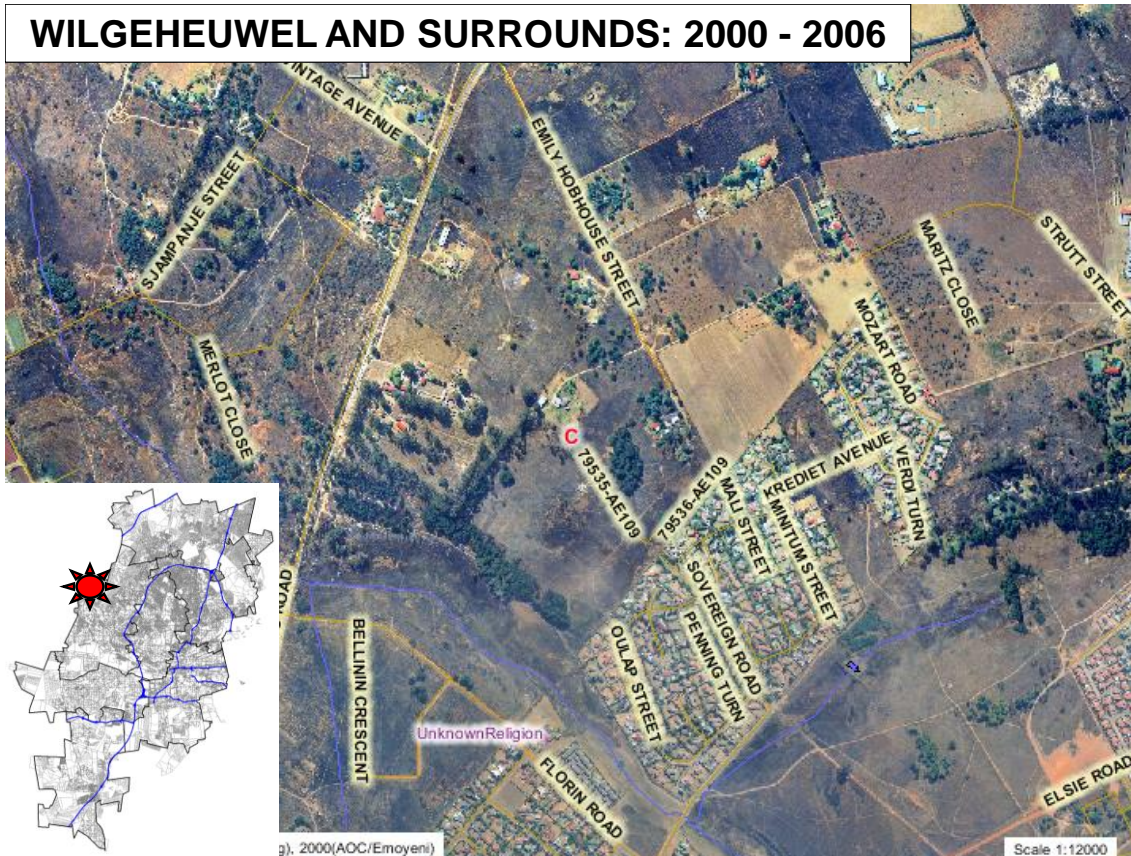 WILGEHEUWEL AND SURROUNDS: 2000 - 2006
VINTAGE AVENUE
EMILY HOBHOUSE STREET
SJAMPANJE STREET
MARITZ CLOSE
STRUTT STREET
MOZART ROAD
MERLOT CLOSE
C
79535-AE109
79536-AE109
KREDIET AVENUE
VERDI TURN
MALI STREET
MINITUM STREET
SOVEREIGN ROAD
PENNING TURN
OULAP STREET
ROAD
BELLININ CRESCENT
UnknownReligion
FLORIN ROAD
ELSIE ROAD
g), 2000(AOC/Emoyeni)
Scale 1:12000